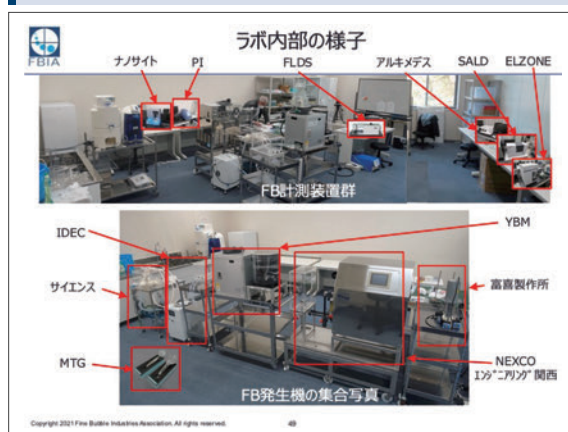 FBIA
ラボ内部の様子
ナノサイト
PI
FLDS
アルキメデス
SALD
ELZONE
FB計測装置群
IDEC
YBM
サイエンス
富喜製作所
MTG
NEXCO
ｴﾝｼﾞﾆｱﾘﾝｸﾞ関西
FB発生機の集合写真
Copyright 2021 Fine Bubble Industries Association. All rights reserved.
49